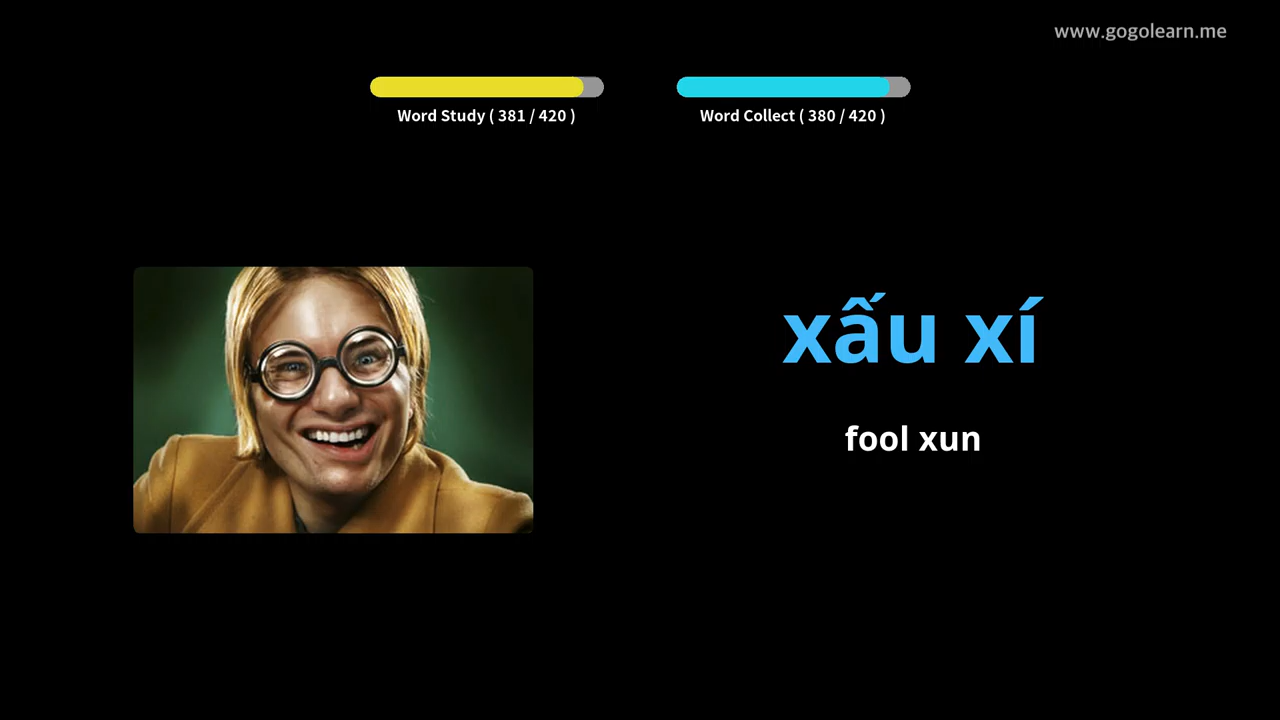 www.gogolearn.me
Word Study ( 381 / 420 )
Word Collect ( 380 / 420 )
xấu xí
fool xun